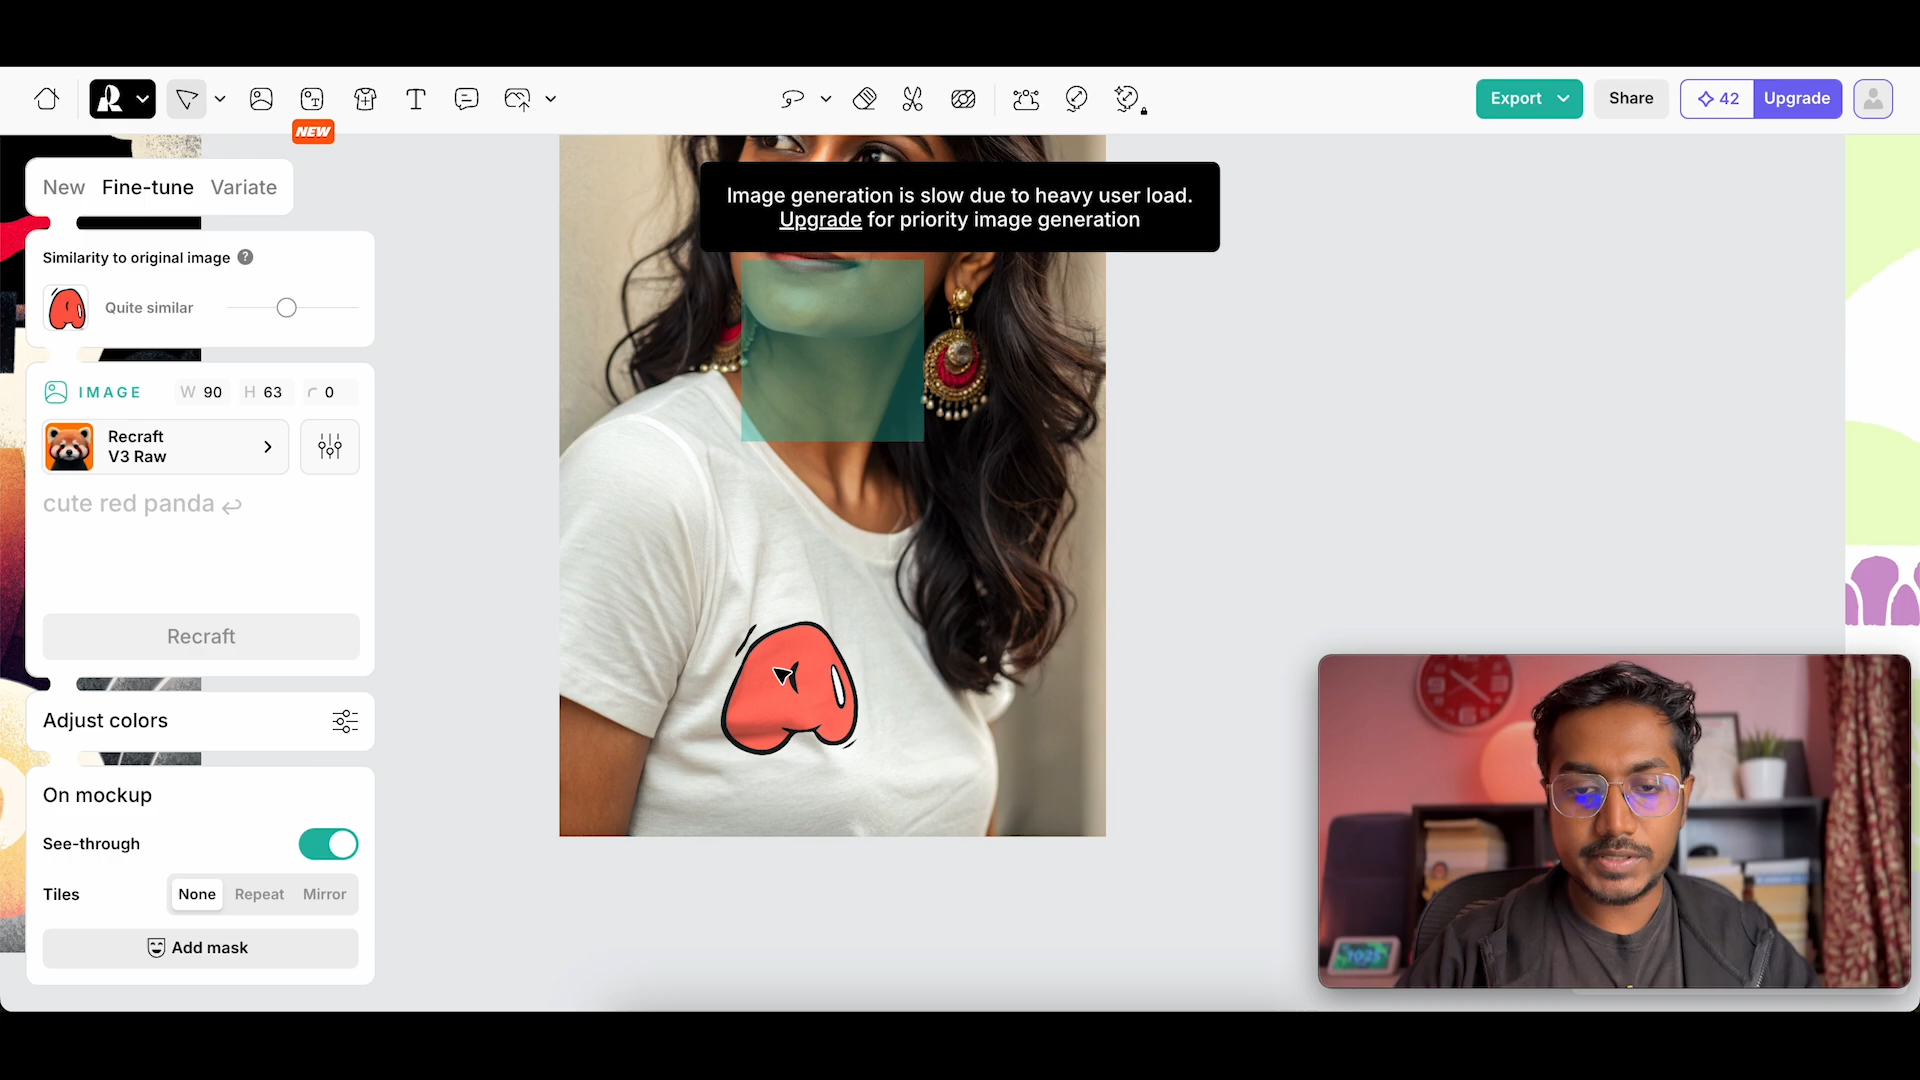 Export
Share
42
Upgrade
NEW
New Fine-tune Variate
Image generation is slow due to heavy user load.
Upgrade for priority image generation
Similarity to original image ?
Quite similar
IMAGE W 90 H 63 0
Recraft
V3 Raw
cute red panda
Recraft
Adjust colors
On mockup
See-through
Tiles None Repeat Mirror
Add mask